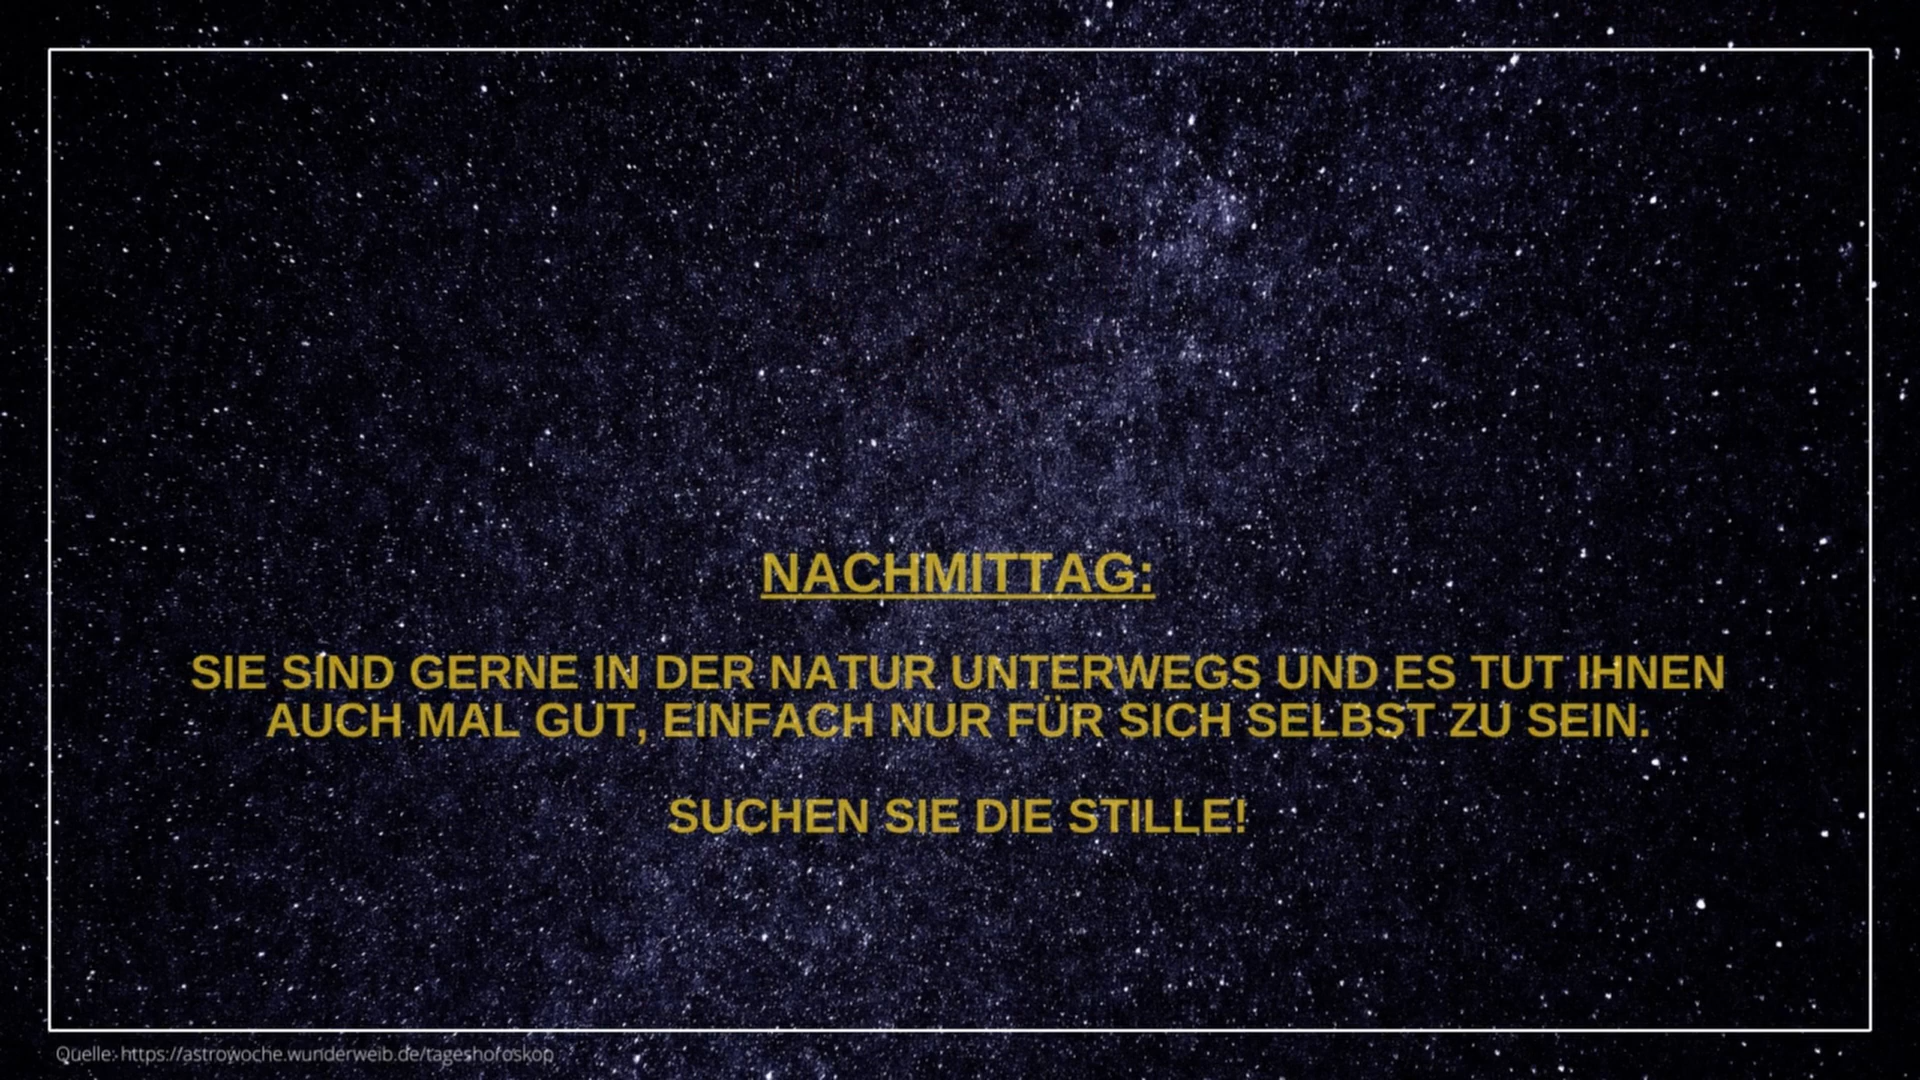 NACHMITTAG:
SIE SIND GERNE IN DER NATUR UNTERWEGS UND ES TUT IHNEN
AUCH MAL GUT, EINFACH NUR FÜR SICH SELBST ZU SEIN.
SUCHEN SIE DIE STILLE!
Quelle: https://astrowoche.wunderweib.de/tageshoroskop